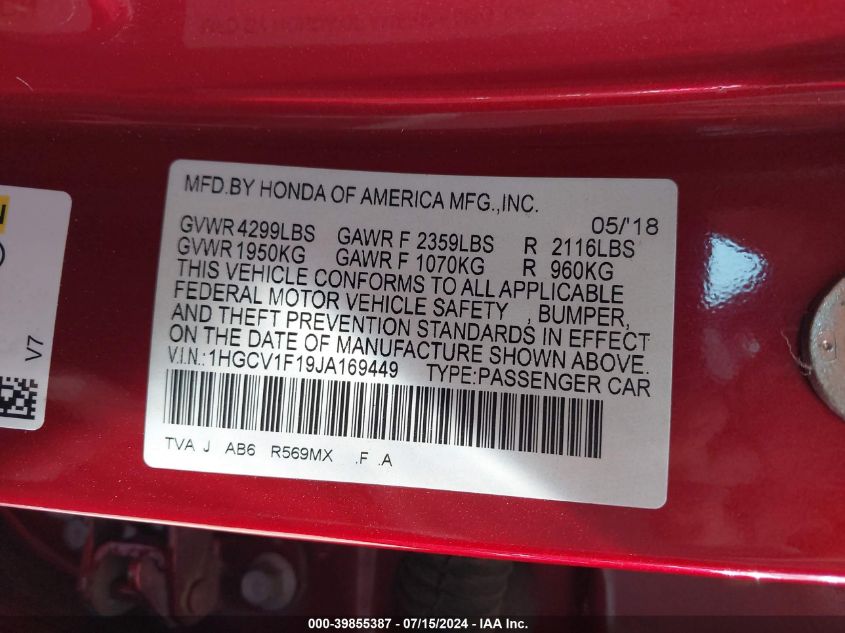 MFD.BY HONDA OF AMERICA MFG.,INC.
05/'18
GVWR 4299LBS GAWR F 2359LBS R 2116LBS
GVWR 1950KG GAWR F 1070KG R 960KG
THIS VEHICLE CONFORMS TO ALL APPLICABLE
FEDERAL MOTOR VEHICLE SAFETY , BUMPER,
AND THEFT PREVENTION STANDARDS IN EFFECT
ON THE DATE OF MANUFACTURE SHOWN ABOVE.
V.I.N.:1HGCV1F19JA169449 TYPE:PASSENGER CAR
TVA J AB6 R569MX .F .A
V7
000-39855387 - 07/15/2024 - IAA Inc.